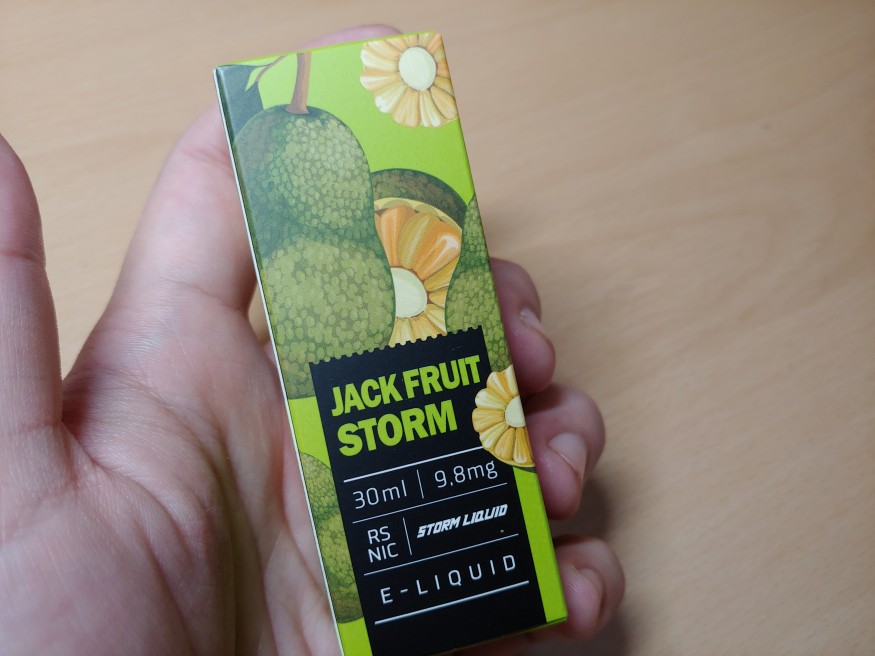 JACK FRUIT
STORM
30ml | 9,8mg
RS
NIC
STORM LIQUID
E-LIQUID